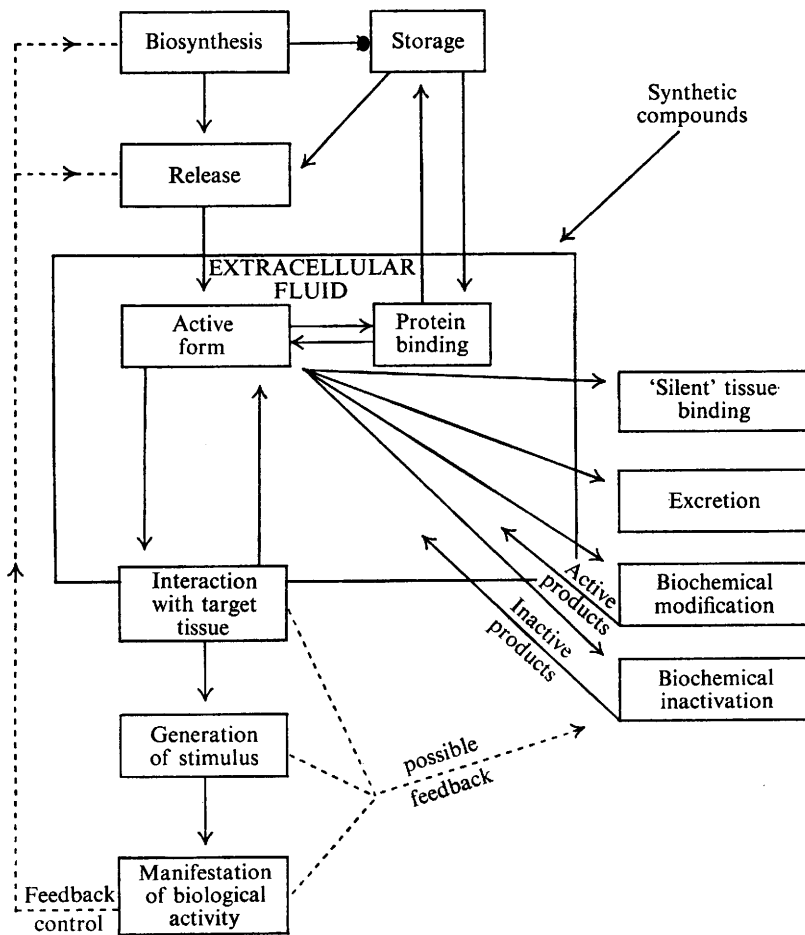 Biosynthesis
Storage
Synthetic
compounds
Release
EXTRACELLULAR
FLUID
Active
form
Protein
binding
'Silent' tissue
binding
Excretion
Interaction
with target
tissue
Active
products
Biochemical
modification
Inactive
products
Biochemical
inactivation
Generation
of stimulus
possible
feedback
Manifestation
of biological
activity
Feedback
control